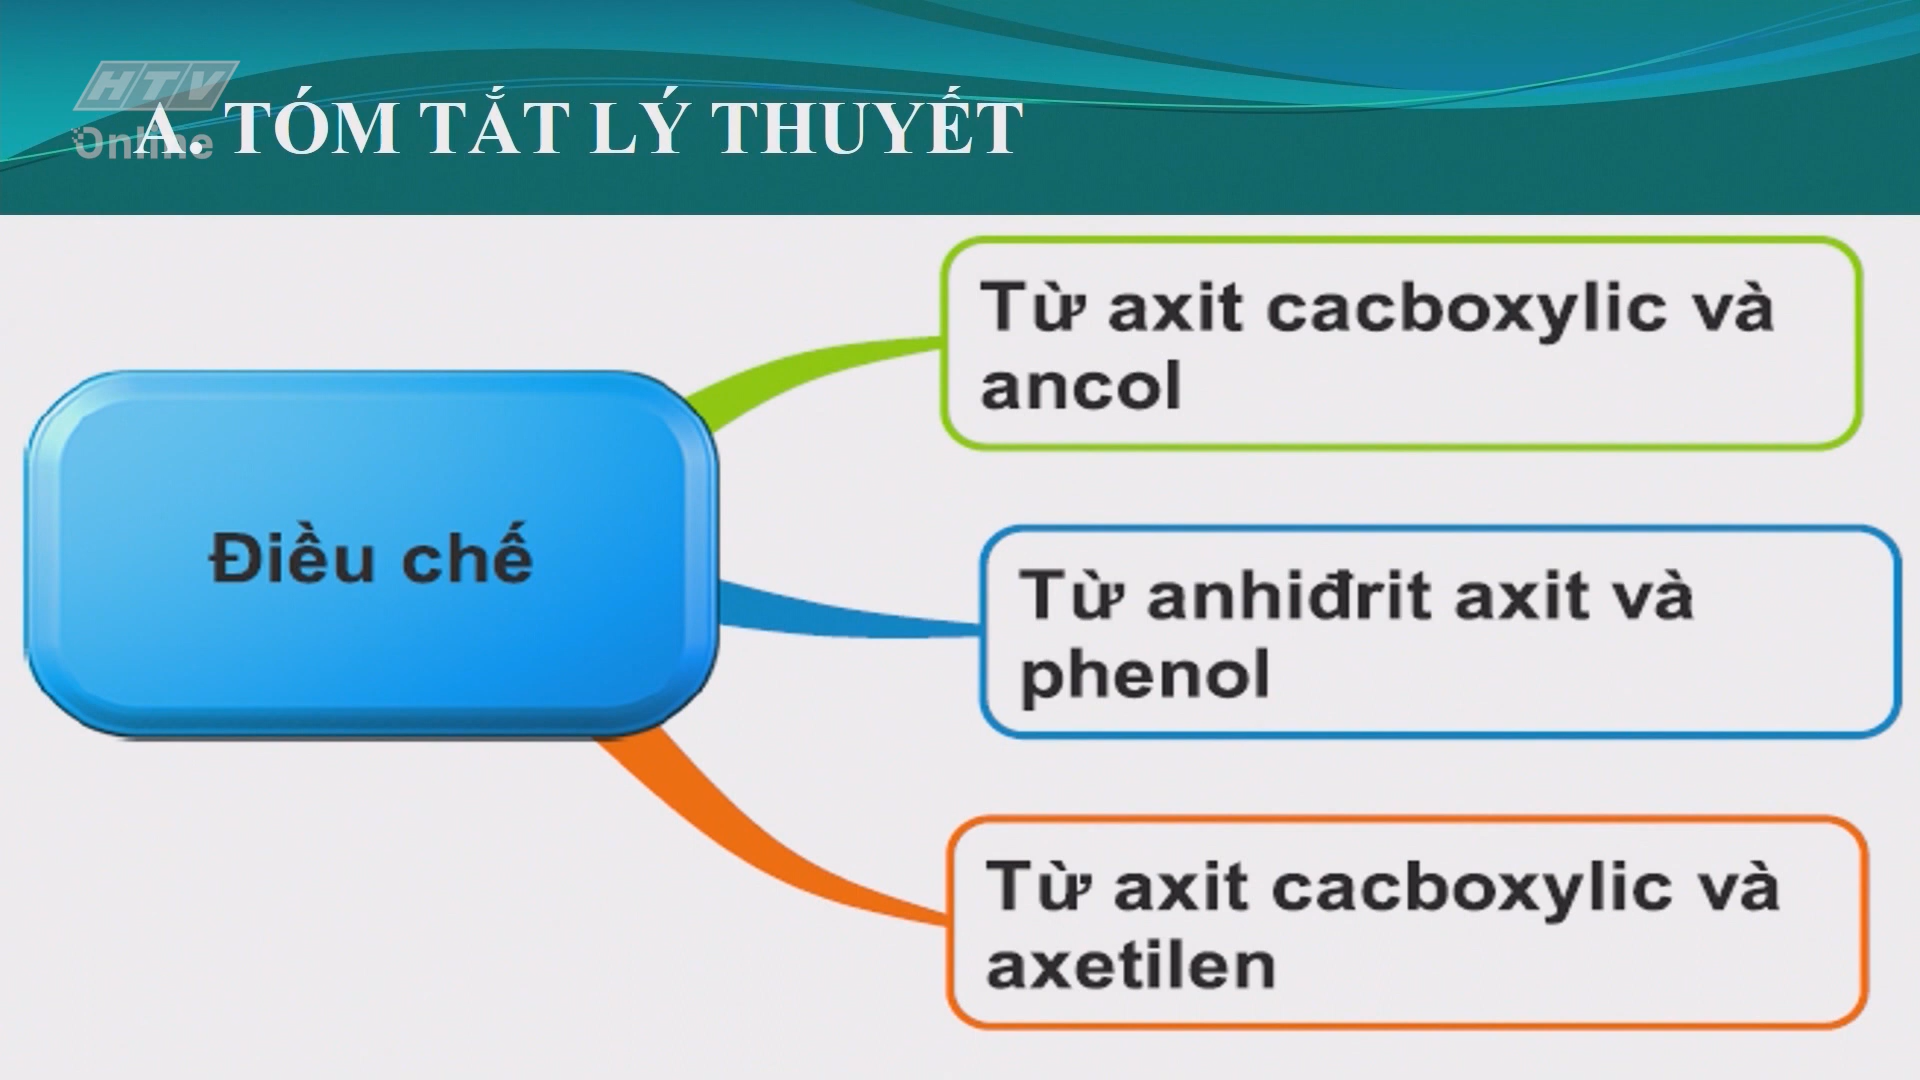 HTV
Online
A. TÓM TẮT LÝ THUYẾT
Từ axit cacboxylic và
ancol
Điều chế
Từ anhiđrit axit và
phenol
Từ axit cacboxylic và
axetilen